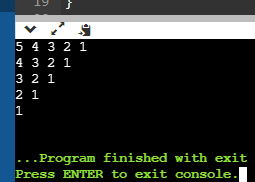 19 }
5 4 3 2 1
4 3 2 1
3 2 1
2 1
1
...Program finished with exit
Press ENTER to exit console.